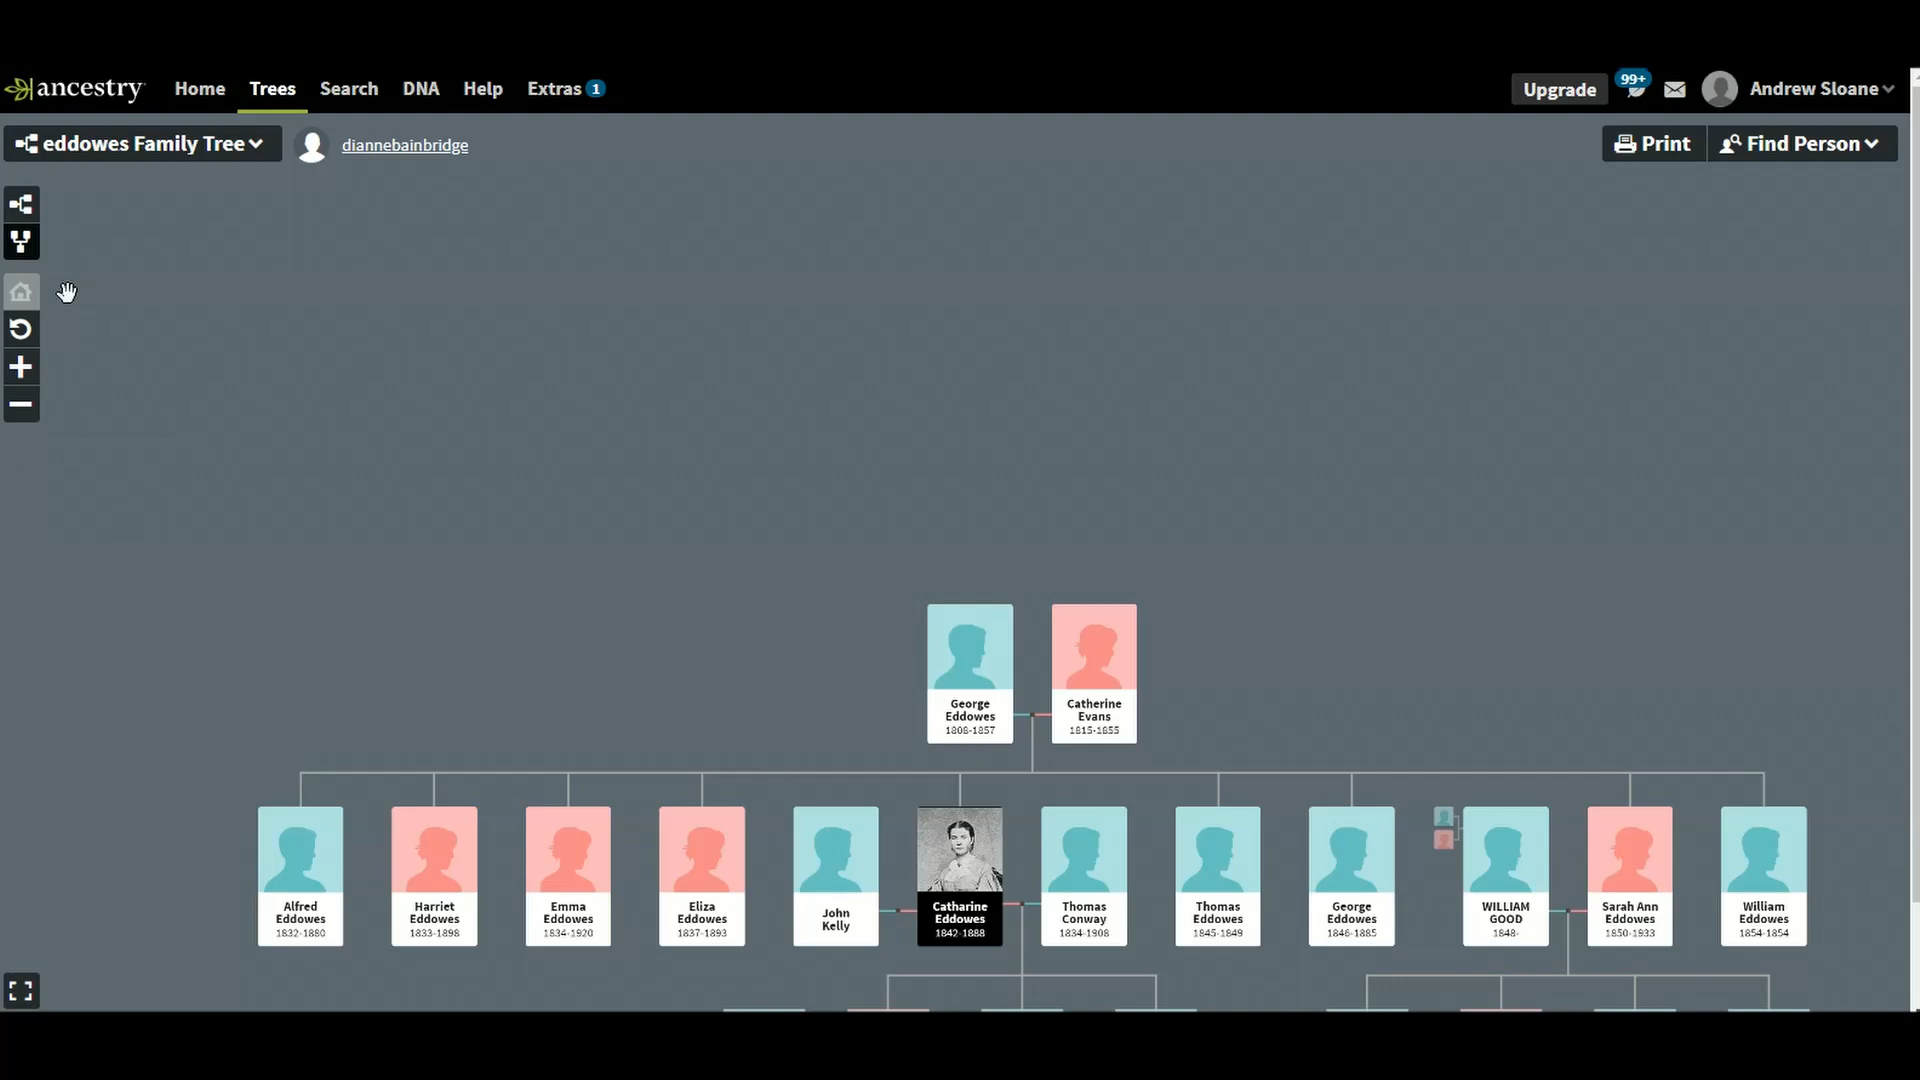 ancestry Home Trees Search DNA Help Extras 1 Upgrade 99+ Andrew Sloane
eddowes Family Tree diannebainbridge Print Find Person
George
Eddowes
1808-1857
Catherine
Evans
1815-1855
Alfred
Eddowes
1832-1880
Harriet
Eddowes
1833-1898
Emma
Eddowes
1834-1920
Eliza
Eddowes
1837-1893
John
Kelly
Catharine
Eddowes
1842-1888
Thomas
Conway
1834-1908
Thomas
Eddowes
1845-1849
George
Eddowes
1846-1885
WILLIAM
GOOD
1848-
Sarah Ann
Eddowes
1850-1933
William
Eddowes
1854-1854